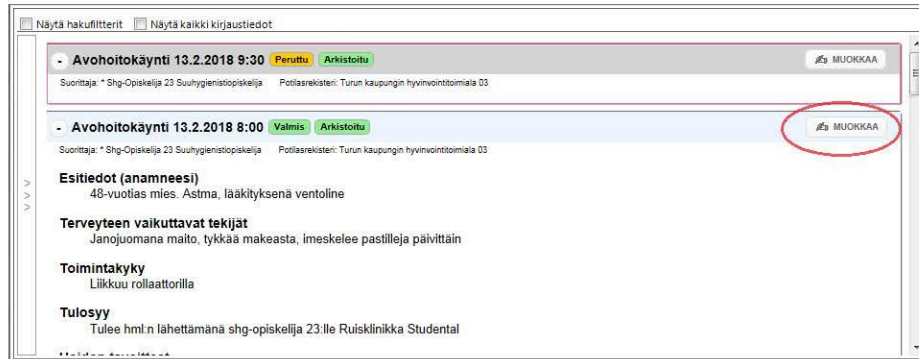 Näytä hakufiltterit Näytä kaikki kirjaustiedot
- Avohoitokäynti 13.2.2018 9:30 Peruttu Arkistoitu MUOKKAA
Suorittaja: * Shg-Opiskelija 23 Suuhygienistiopiskelija Potilasrekisteri: Turun kaupungin hyvinvointitoimiala 03
- Avohoitokäynti 13.2.2018 8:00 Valmis Arkistoitu MUOKKAA
Suorittaja: * Shg-Opiskelija 23 Suuhygienistiopiskelija Potilasrekisteri: Turun kaupungin hyvinvointitoimiala 03
Esitiedot (anamneesi)
48-vuotias mies. Astma, lääkityksenä ventoline
Terveyteen vaikuttavat tekijät
Janojuomana maito, tykkää makeasta, imeskelee pastilleja päivittäin
Toimintakyky
Liikkuu rollaattorilla
Tulosyy
Tulee hml:n lähettämänä shg-opiskelija 23:lle Ruisklinikka Studental
>
>
>